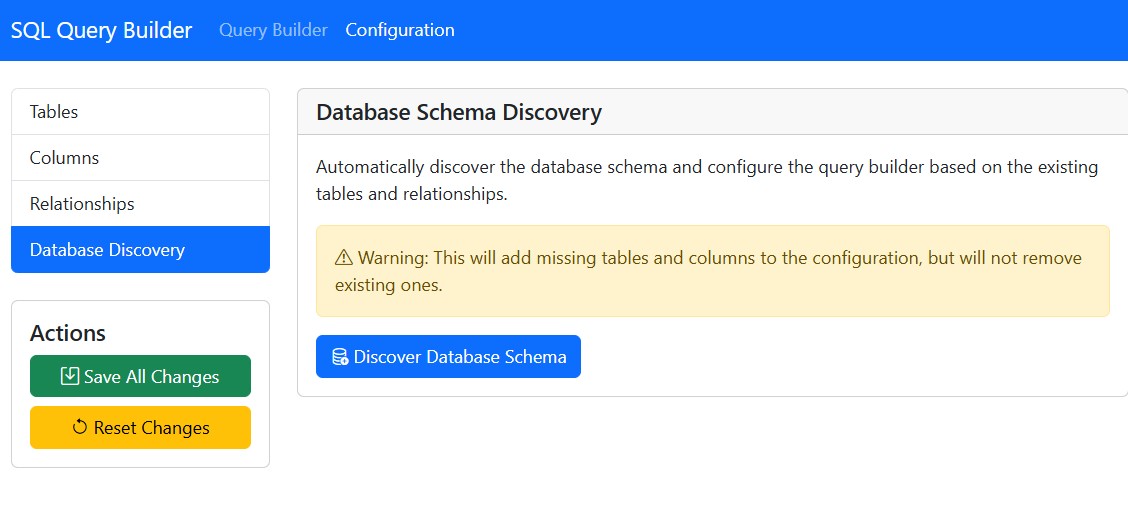 SQL Query Builder Query Builder Configuration
Tables
Columns
Relationships
Database Discovery
Actions
Save All Changes
Reset Changes
Database Schema Discovery
Automatically discover the database schema and configure the query builder based on the existing
tables and relationships.
Warning: This will add missing tables and columns to the configuration, but will not remove
existing ones.
Discover Database Schema